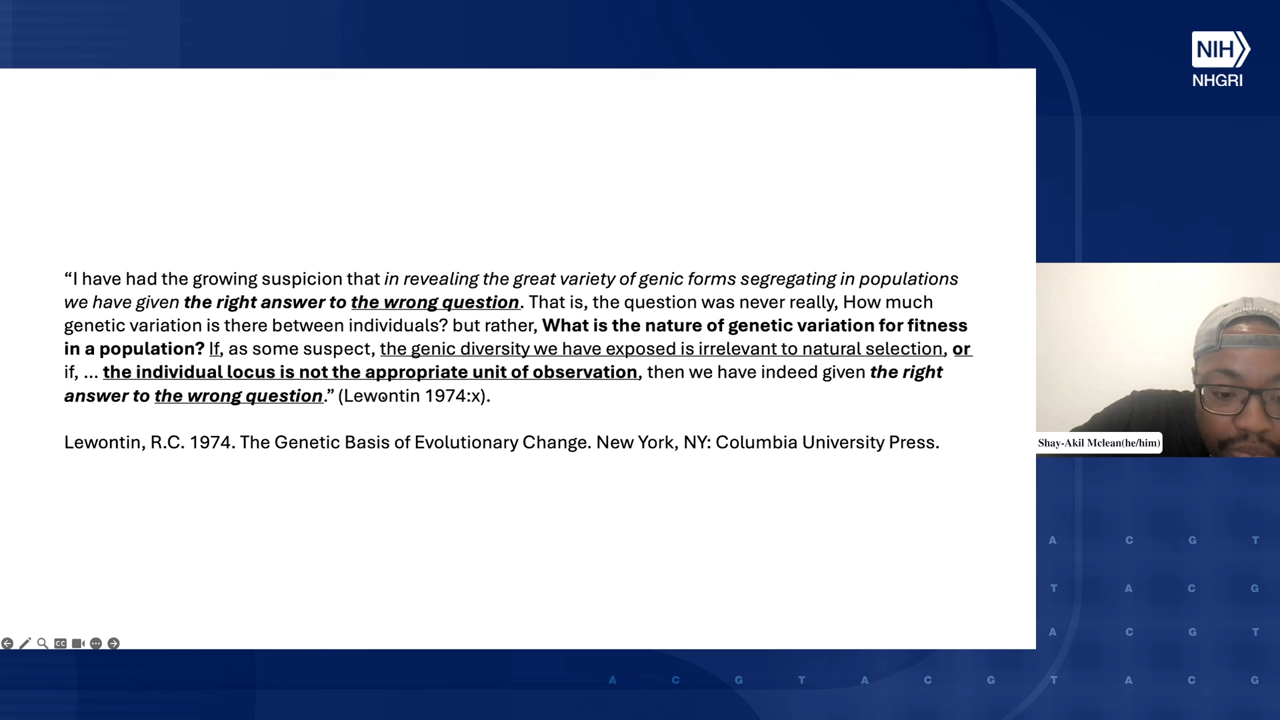 NIH
NHGRI
“I have had the growing suspicion that in revealing the great variety of genic forms segregating in populations
we have given the right answer to the wrong question. That is, the question was never really, How much
genetic variation is there between individuals? but rather, What is the nature of genetic variation for fitness
in a population? If, as some suspect, the genic diversity we have exposed is irrelevant to natural selection, or
if, ... the individual locus is not the appropriate unit of observation, then we have indeed given the right
answer to the wrong question.” (Lewontin 1974:x).
Lewontin, R.C. 1974. The Genetic Basis of Evolutionary Change. New York, NY: Columbia University Press.
Shay-Akil Mclean(he/him)
A C G T
T A C G
A C G T
A C G T A C G T A C G
CC